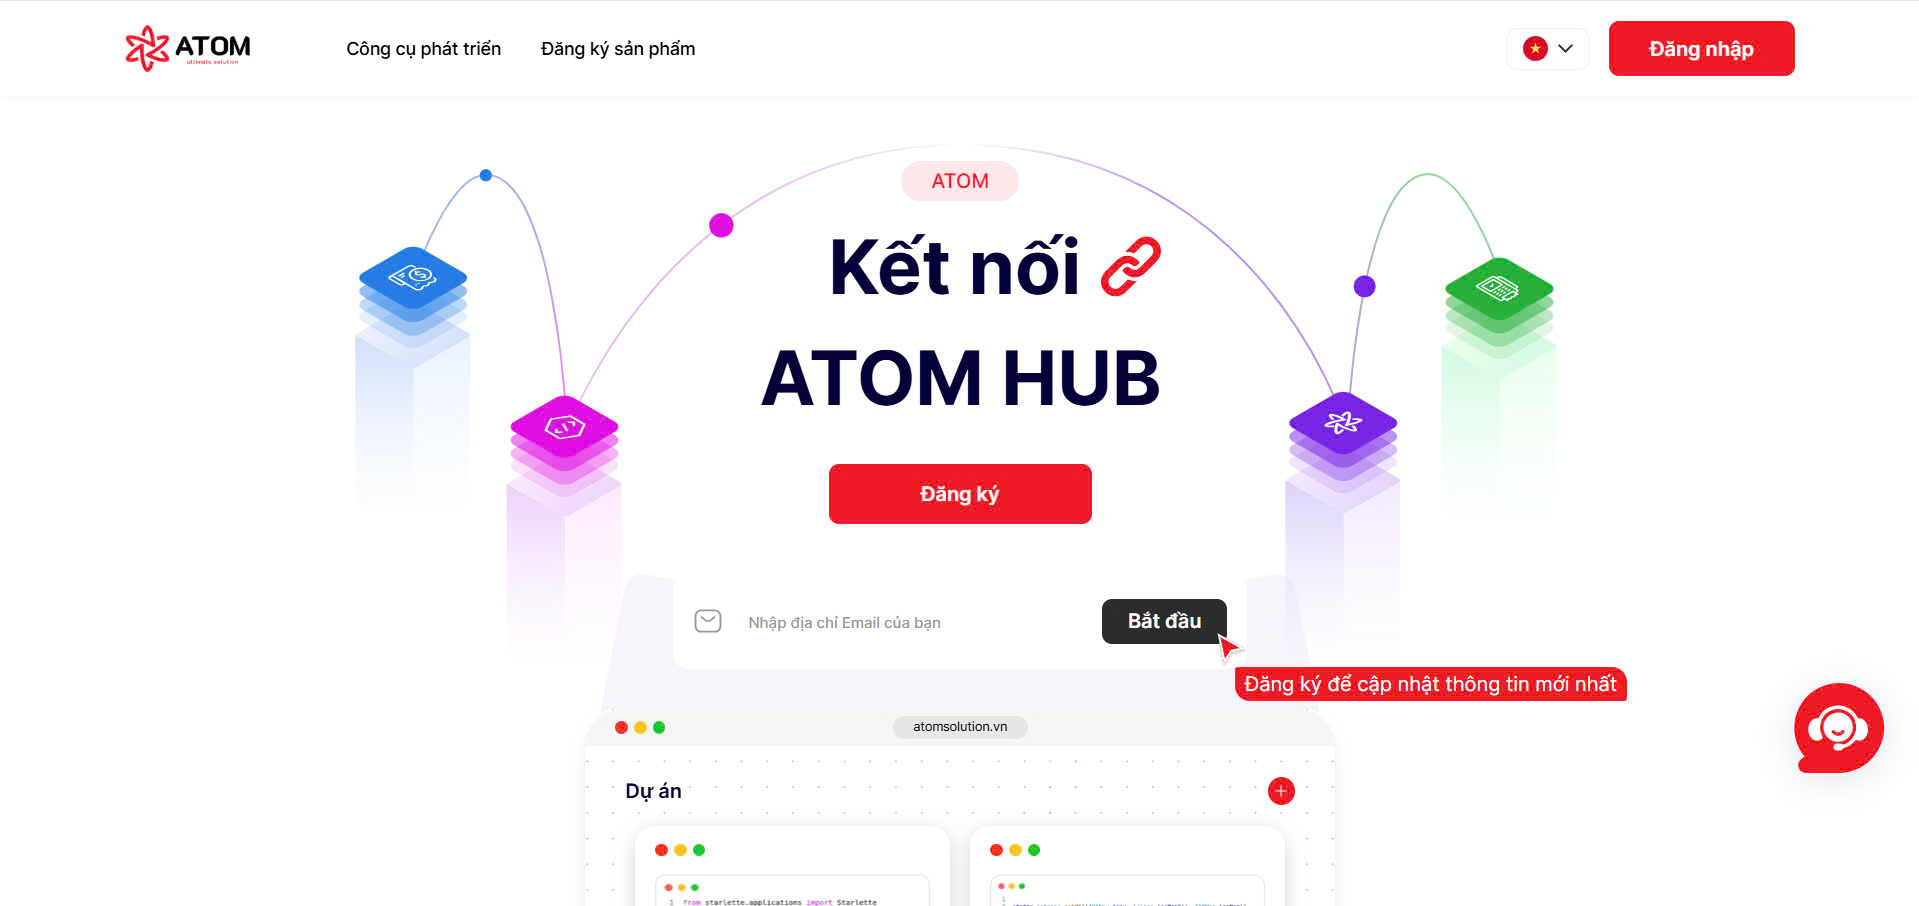 ATOM
ultimate solution
Công cụ phát triển
Đăng ký sản phẩm
Đăng nhập
ATOM
Kết nối
ATOM HUB
Đăng ký
Nhập địa chỉ Email của bạn
Bắt đầu
Đăng ký để cập nhật thông tin mới nhất
atomsolution.vn
Dự án
1 from starlette.applications import Starlette
1